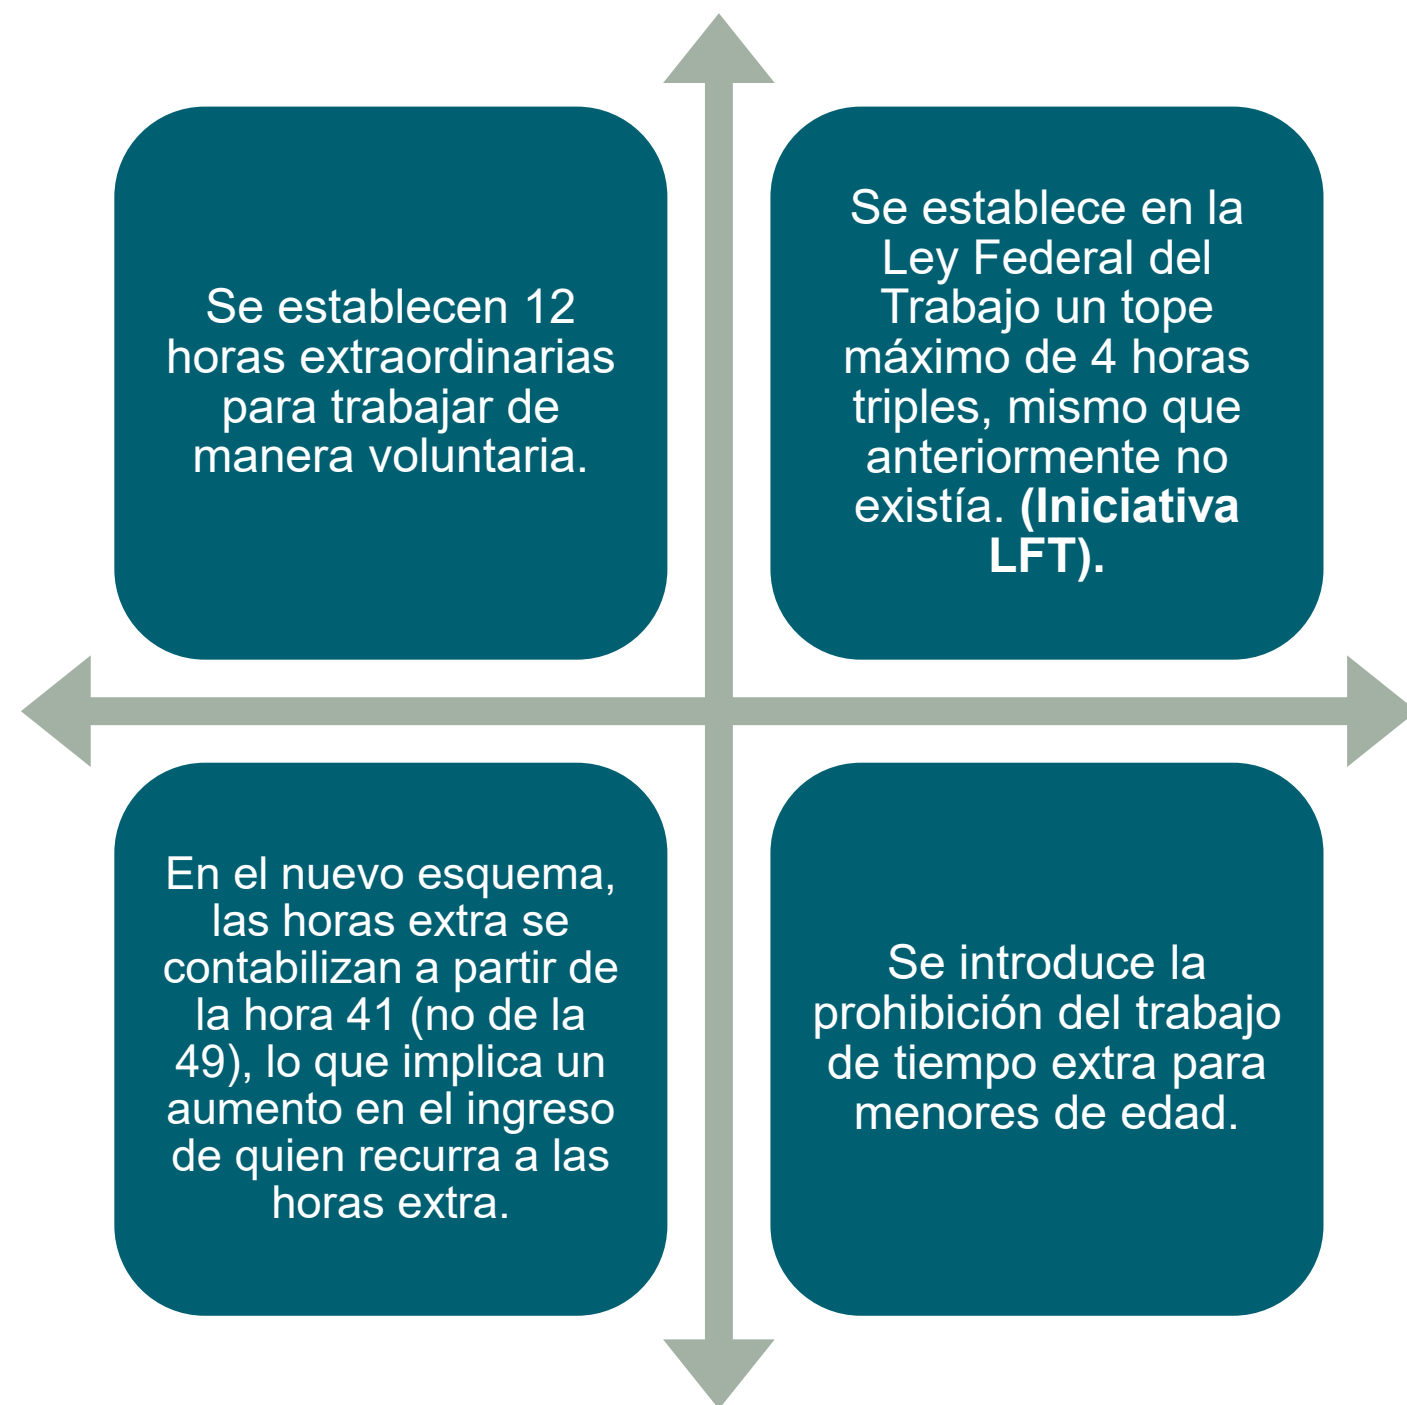 Se establecen 12
horas extraordinarias
para trabajar de
manera voluntaria.
Se establece en la
Ley Federal del
Trabajo un tope
máximo de 4 horas
triples, mismo que
anteriormente no
existía. (Iniciativa
LFT).
En el nuevo esquema,
las horas extra se
contabilizan a partir de
la hora 41 (no de la
49), lo que implica un
aumento en el ingreso
de quien recurra a las
horas extra.
Se introduce la
prohibición del trabajo
de tiempo extra para
menores de edad.